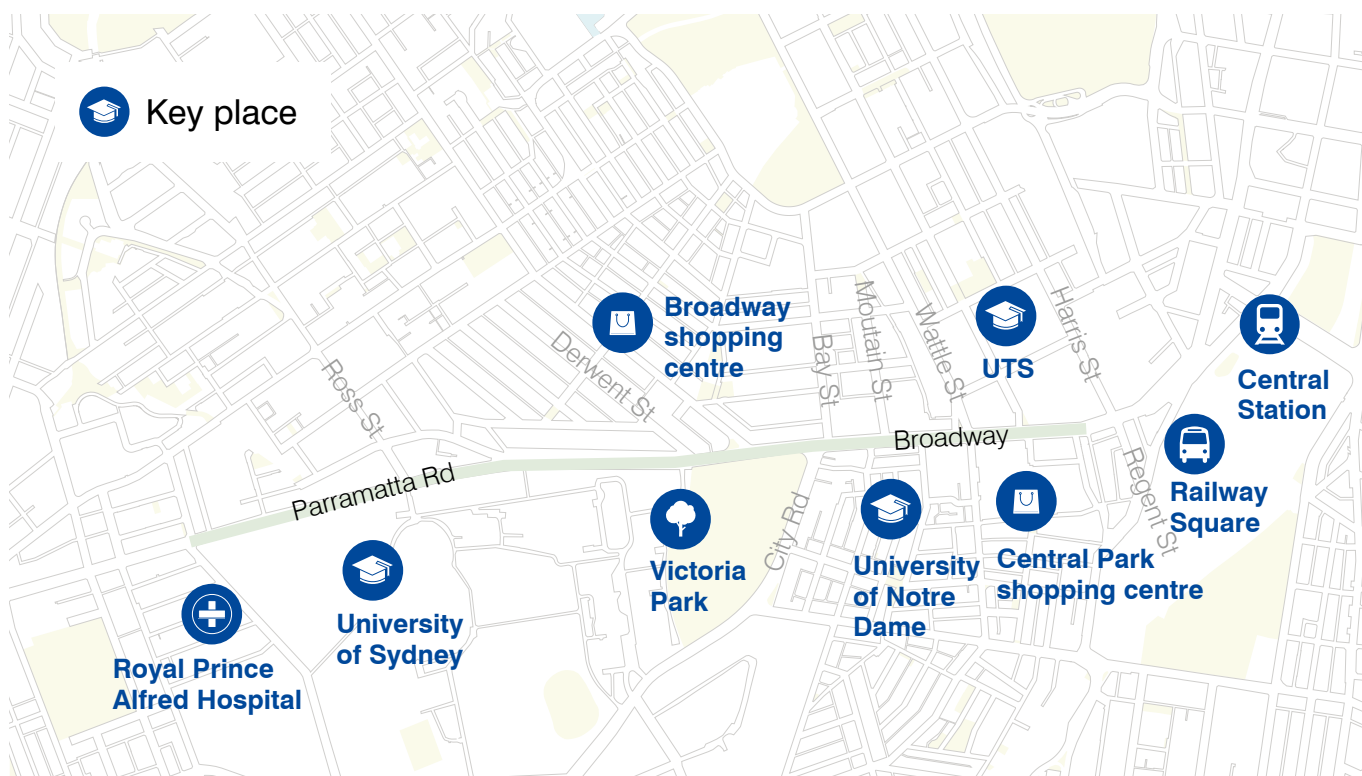 Key place
Broadway
shopping
centre
Derwent St
Ross St
Bay St
Moutain St
Wattle St
UTS
Harris St
Central
Station
Parramatta Rd
Broadway
Regent St
Railway
Square
City Rd
Victoria
Park
University
of Notre
Dame
Central Park
shopping centre
University
of Sydney
Royal Prince
Alfred Hospital